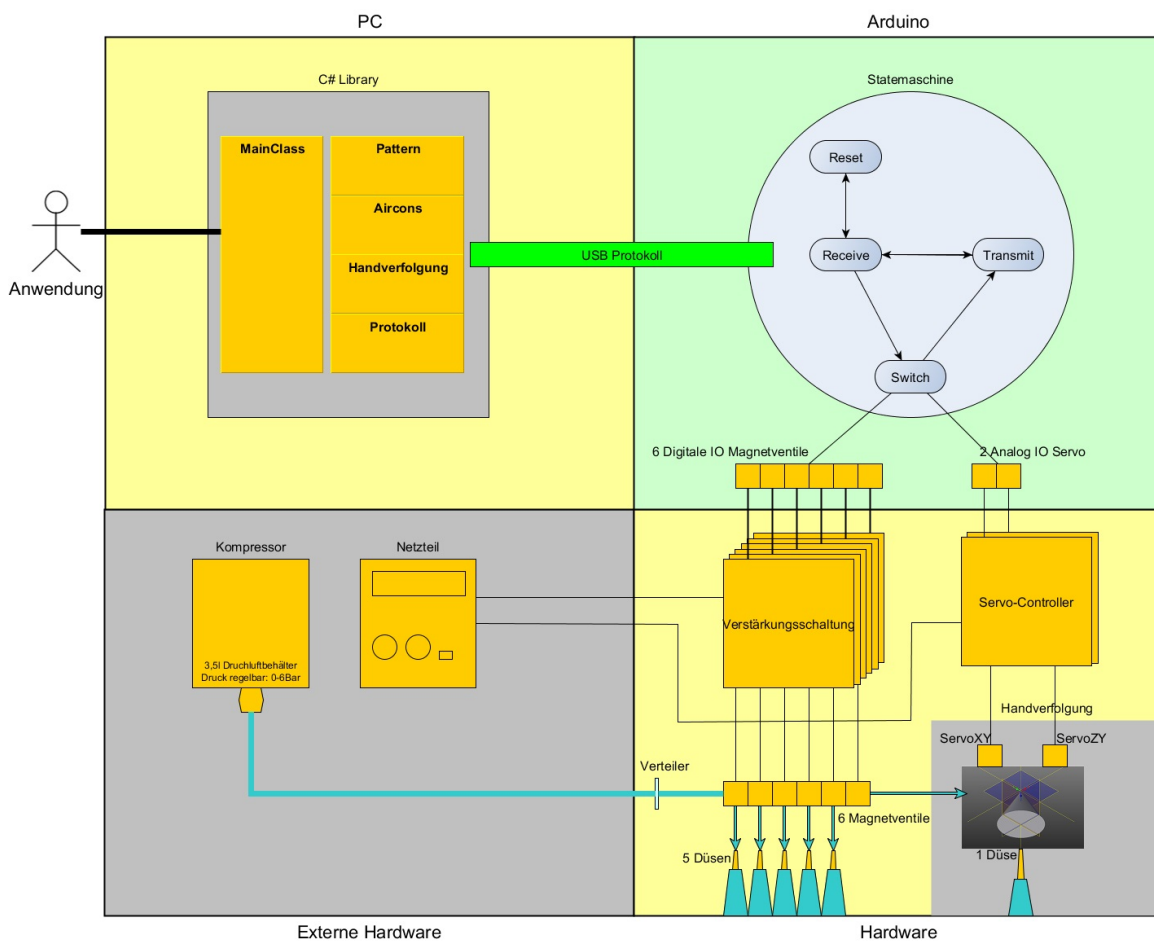 PC
Arduino
C# Library
Statemaschine
MainClass
Pattern
Aircons
Handverfolgung
Protokoll
Anwendung
USB Protokoll
Reset
Receive
Transmit
Switch
6 Digitale IO Magnetventile
2 Analog IO Servo
Kompressor
Netzteil
3,5l Druchluftbehälter
Druck regelbar: 0-6Bar
Verstärkungsschaltung
Servo-Controller
Handverfolgung
ServoXY
ServoZY
Verteiler
6 Magnetventile
5 Düsen
1 Düse
Externe Hardware
Hardware